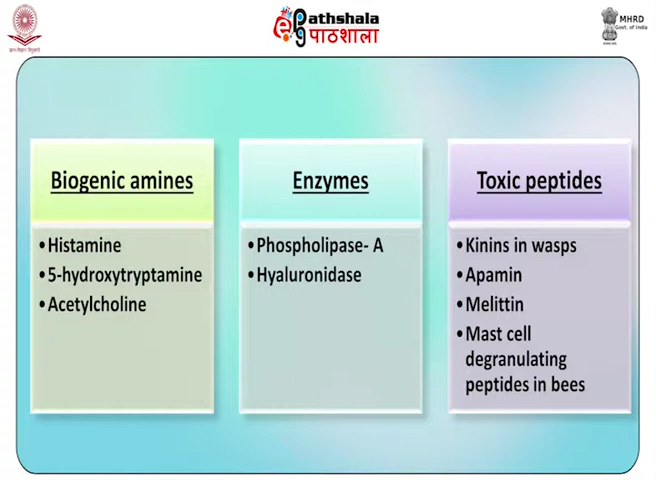 ePathshala
पाठशाला
MHRD
Govt. of India
Biogenic amines
•Histamine
•5-hydroxytryptamine
•Acetylcholine
Enzymes
•Phospholipase- A
•Hyaluronidase
Toxic peptides
•Kinins in wasps
•Apamin
•Melittin
•Mast cell
degranulating
peptides in bees